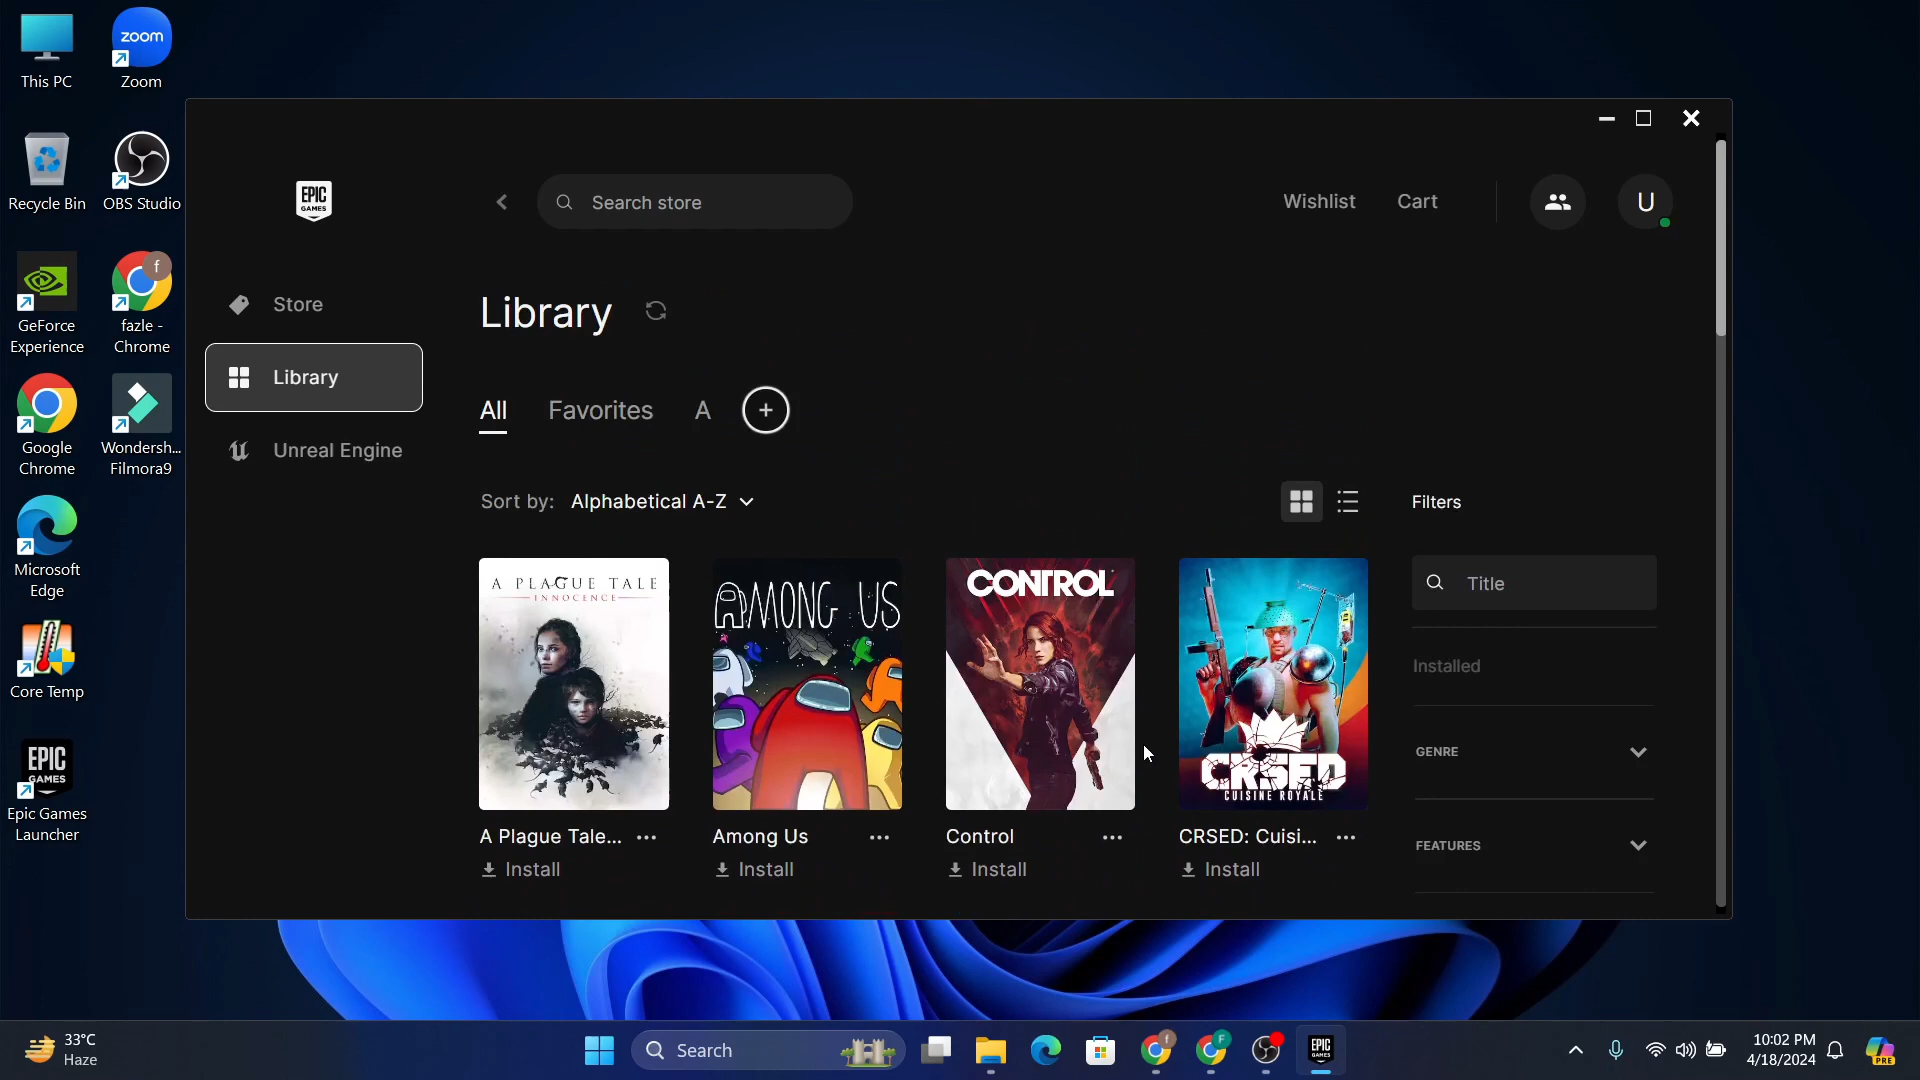 This PC
zoom
Zoom
Recycle Bin
OBS Studio
GeForce
Experience
f
fazle -
Chrome
Google
Chrome
Wondersh...
Filmora9
Microsoft
Edge
Core Temp
EPIC
GAMES
Epic Games
Launcher
EPIC
GAMES
Search store
Wishlist
Cart
U
Store
Library
Unreal Engine
Library
All
Favorites
A
+
Sort by: Alphabetical A-Z
Filters
Title
Installed
GENRE
FEATURES
A PLAGUE TALE
INNOCENCE
AMONG US
CONTROL
CRSED
CUISINE ROYALE
A Plague Tale...
Install
Among Us
Install
Control
Install
CRSED: Cuisi...
Install
33°C
Haze
Search
f
F
EPIC
GAMES
10:02 PM
4/18/2024
PRE